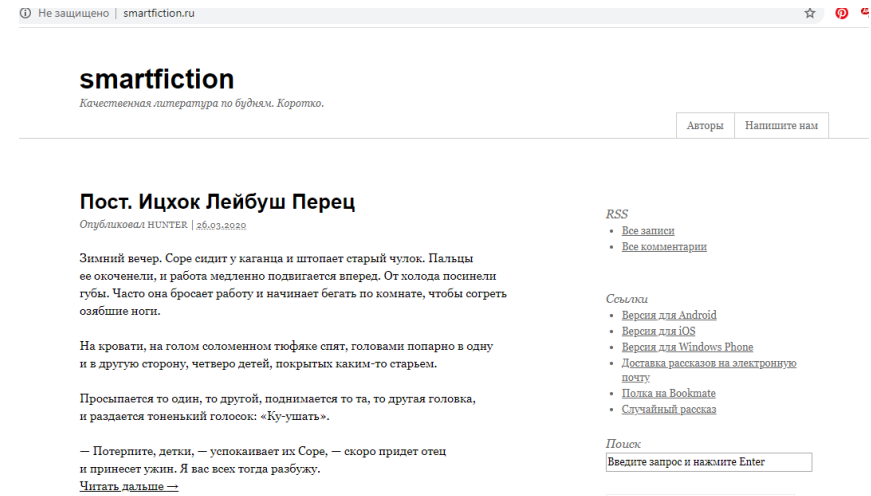 Не защищено | smartfiction.ru
smartfiction
Качественная литература по будням. Коротко.
Авторы
Напишите нам
Пост. Ицхок Лейбуш Перец
Опубликовал HUNTER | 26.03.2020
Зимний вечер. Соре сидит у каганца и штопает старый чулок. Пальцы
ее окоченели, и работа медленно подвигается вперед. От холода посинели
губы. Часто она бросает работу и начинает бегать по комнате, чтобы согреть
озябшие ноги.
На кровати, на голом соломенном тюфяке спят, головами попарно в одну
и в другую сторону, четверо детей, покрытых каким-то старьем.
Просыпается то один, то другой, поднимается то та, то другая головка,
и раздается тоненький голосок: «Ку-ушать».
— Потерпите, детки, — успокаивает их Соре, — скоро придет отец
и принесет ужин. Я вас всех тогда разбужу.
Читать дальше →
RSS
Все записи
Все комментарии
Ссылки
Версия для Android
Версия для iOS
Версия для Windows Phone
Доставка рассказов на электронную
почту
Полка на Bookmate
Случайный рассказ
Поиск
Введите запрос и нажмите Enter